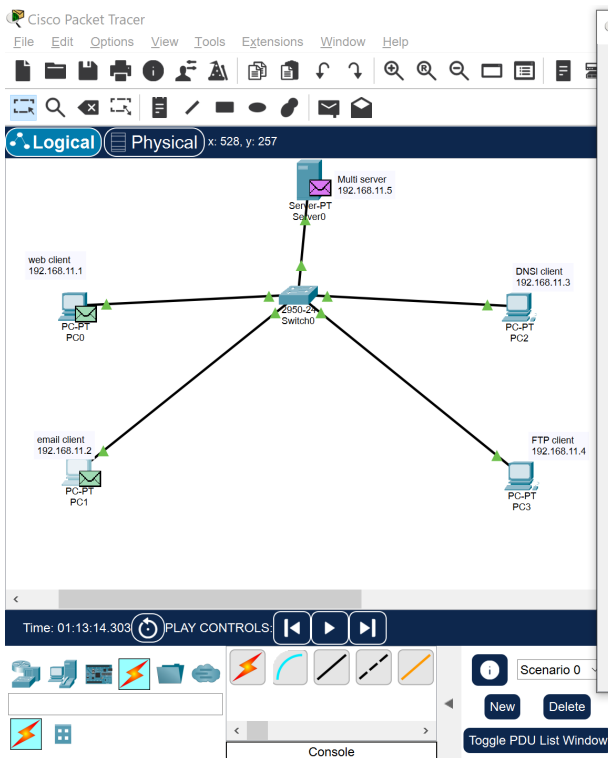 Cisco Packet Tracer
File Edit Options View Tools Extensions Window Help
Logical Physical x: 528, y: 257
Multi server
192.168.11.5
Server-PT
Server0
web client
192.168.11.1
DNSI client
192.168.11.3
2950-24
Switch0
PC-PT
PC0
PC-PT
PC2
email client
192.168.11.2
FTP client
192.168.11.4
PC-PT
PC1
PC-PT
PC3
Time: 01:13:14.303 PLAY CONTROLS:
Scenario 0
New Delete
Toggle PDU List Window
Console